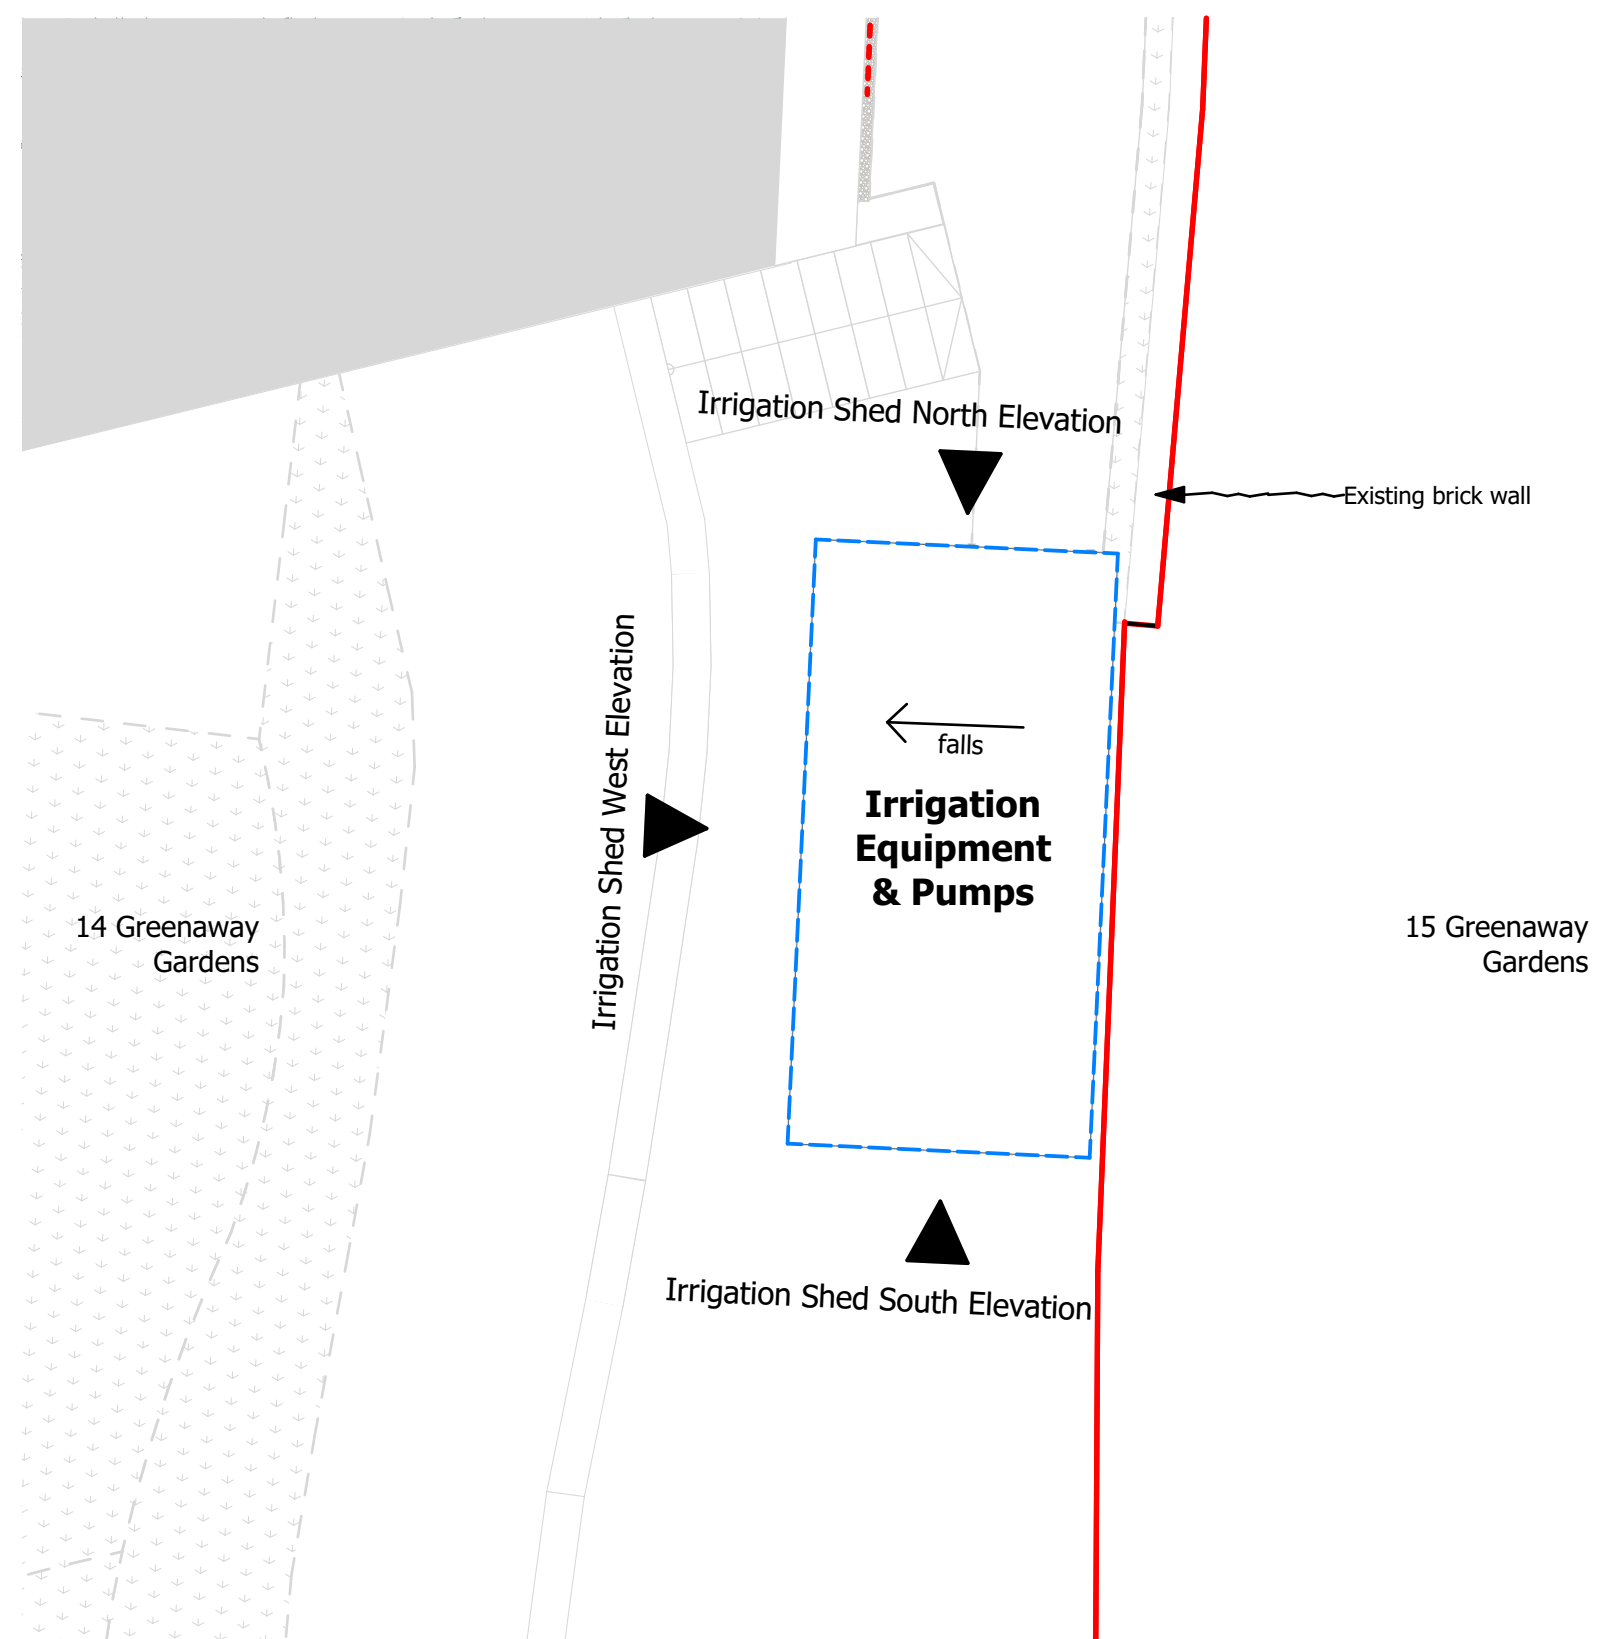 Irrigation Shed North Elevation
Existing brick wall
Irrigation Shed West Elevation
falls
Irrigation
Equipment
& Pumps
14 Greenaway
Gardens
15 Greenaway
Gardens
Irrigation Shed South Elevation